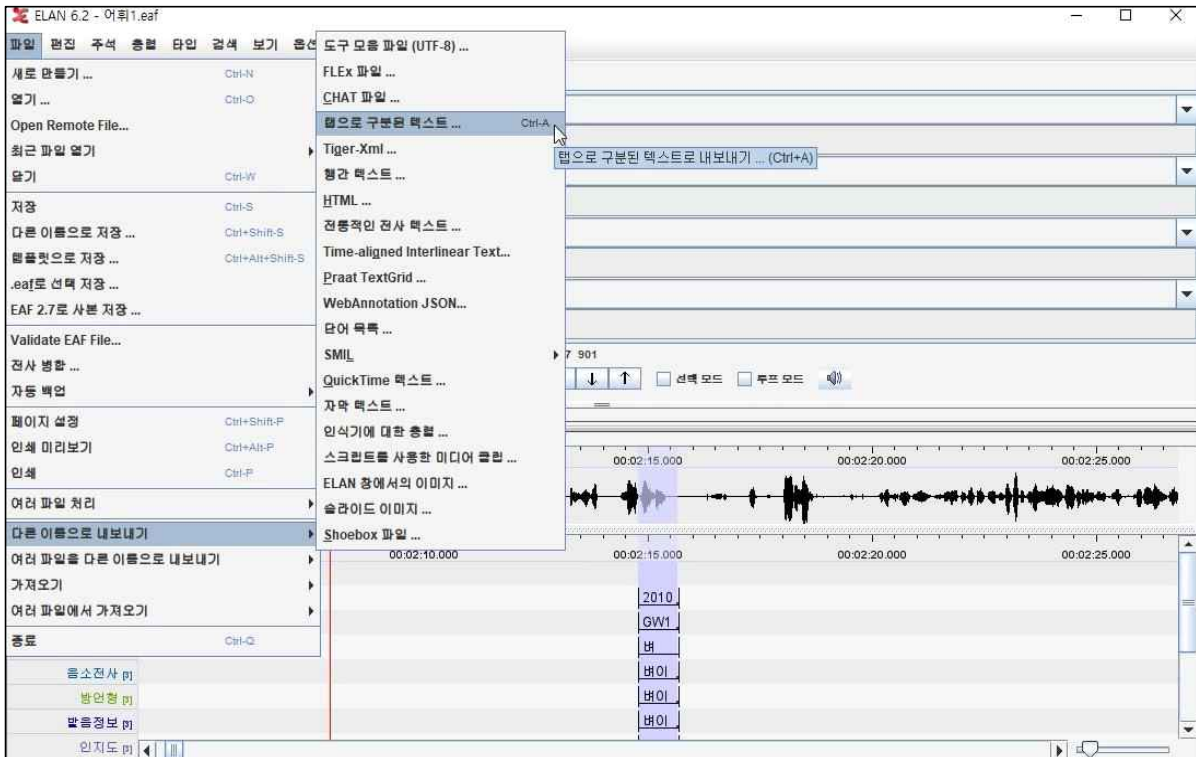 ELAN 6.2 - 어휘1.eaf
파일 편집 주석 층렬 타입 검색 보기 옵션
새로 만들기 ... Ctrl-N
열기 ... Ctrl-O
Open Remote File...
최근 파일 열기
닫기 Ctrl-W
저장 Ctrl-S
다른 이름으로 저장 ... Ctrl+Shift-S
템플릿으로 저장 ... Ctrl+Alt+Shift-S
.eaf로 선택 저장 ...
EAF 2.7로 사본 저장 ...
Validate EAF File...
전사 병합 ...
자동 백업
페이지 설정 Ctrl+Shift-P
인쇄 미리보기 Ctrl+Alt-P
인쇄 Ctrl-P
여러 파일 처리
다른 이름으로 내보내기
여러 파일을 다른 이름으로 내보내기
가져오기
여러 파일에서 가져오기
종료 Ctrl-Q
도구 모음 파일 (UTF-8) ...
FLEx 파일 ...
CHAT 파일 ...
탭으로 구분된 텍스트 ... Ctrl-A
탭으로 구분된 텍스트로 내보내기 ... (Ctrl+A)
Tiger-Xml ...
행간 텍스트 ...
HTML ...
전통적인 전사 텍스트 ...
Time-aligned Interlinear Text...
Praat TextGrid ...
WebAnnotation JSON...
단어 목록 ...
SMIL
QuickTime 텍스트 ...
자막 텍스트 ...
인식기에 대한 층렬 ...
스크립트를 사용한 미디어 클립 ...
ELAN 창에서의 이미지 ...
슬라이드 이미지 ...
Shoebox 파일 ...
7 901
선택 모드 루프 모드
00:02:15.000 00:02:20.000 00:02:25.000
00:02:10.000 00:02:15.000 00:02:20.000 00:02:25.000
2010
GW1
벼
음소전사 [3] 벼이
방언형 [3] 벼이
발음정보 [3] 벼이
인지도 [3]